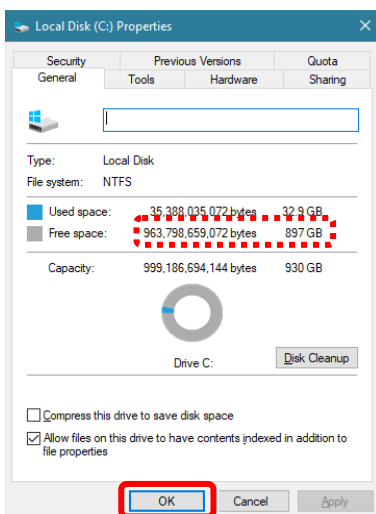 Local Disk (C:) Properties
Security Previous Versions Quota
General Tools Hardware Sharing
Type: Local Disk
File system: NTFS
Used space: 35,388,035,072 bytes 32.9 GB
Free space: 963,798,659,072 bytes 897 GB
Capacity: 999,186,694,144 bytes 930 GB
Drive C:
Disk Cleanup
Compress this drive to save disk space
Allow files on this drive to have contents indexed in addition to
file properties
OK Cancel Apply